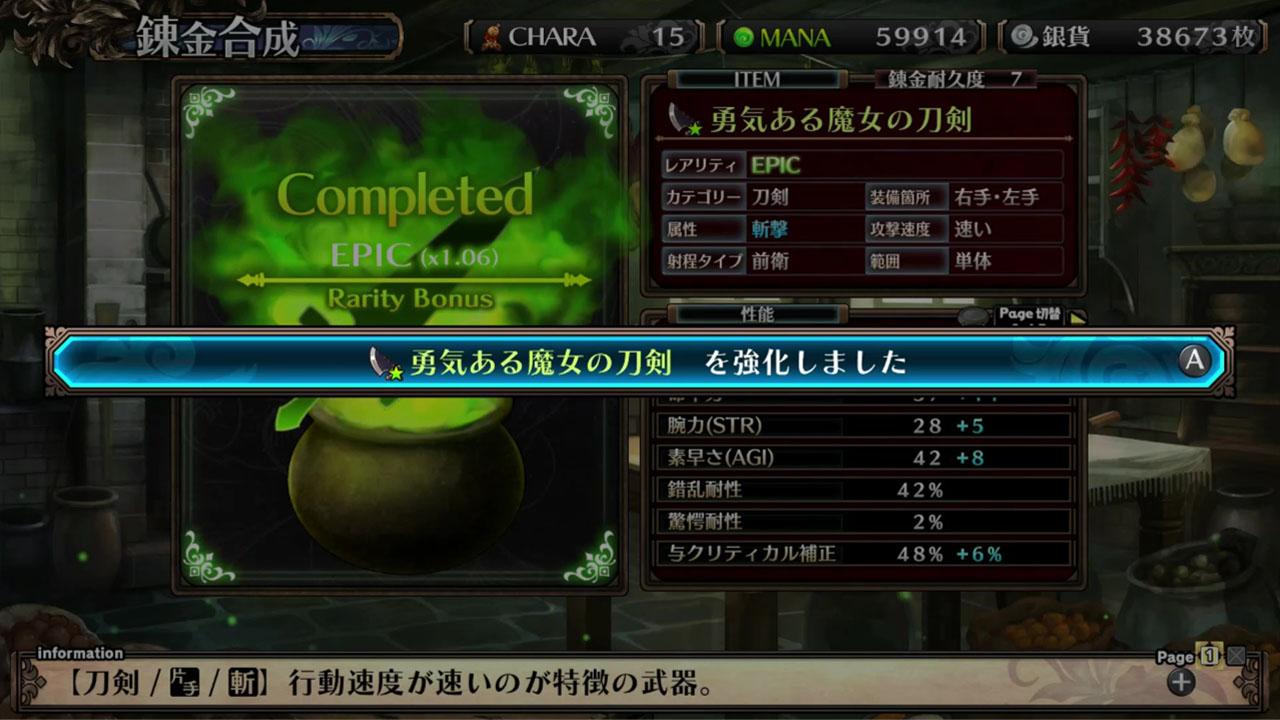 錬金合成
CHARA 15
MANA 59914
銀貨 38673枚
Completed
EPIC (x1.06)
Rarity Bonus
ITEM
錬金耐久度 7
勇気ある魔女の刀剣
レアリティ EPIC
カテゴリー 刀剣 装備箇所 右手・左手
属性 斬撃 攻撃速度 速い
射程タイプ 前衛 範囲 単体
性能
Page 切替
勇気ある魔女の刀剣 を強化しました A
腕力(STR) 28 +5
素早さ(AGI) 42 +8
錯乱耐性 42%
驚愕耐性 2%
与クリティカル補正 48% +6%
information
Page 1
【刀剣 / 片手 / 斬】 行動速度が速いのが特徴の武器。